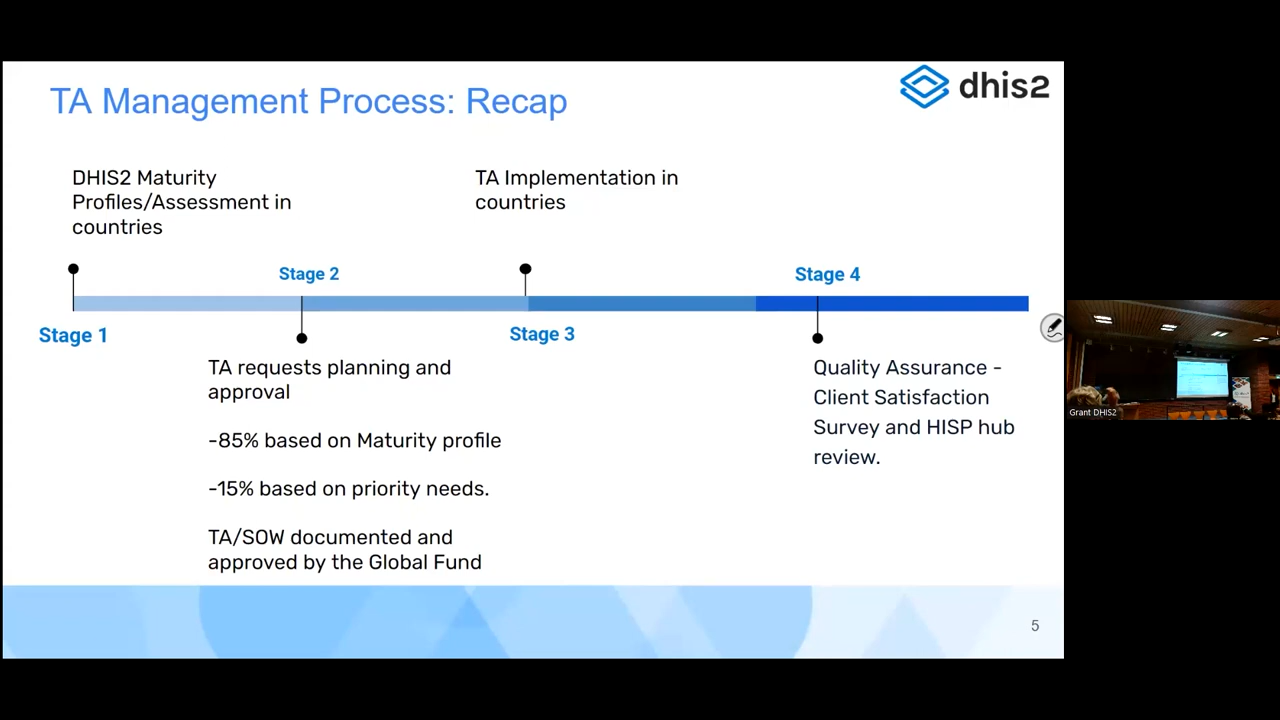 TA Management Process: Recap
dhis2
DHIS2 Maturity
Profiles/Assessment in
countries
TA Implementation in
countries
Stage 2
Stage 4
Stage 1
Stage 3
TA requests planning and
approval
-85% based on Maturity profile
-15% based on priority needs.
TA/SOW documented and
approved by the Global Fund
Quality Assurance -
Client Satisfaction
Survey and HISP hub
review.
5
Grant DHIS2